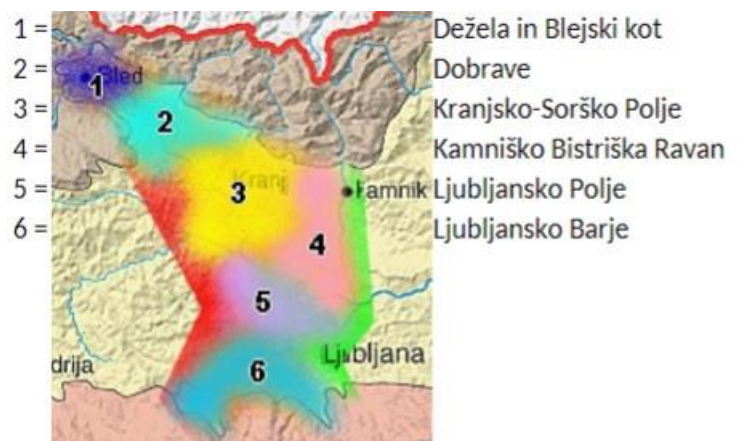 1 = Dežela in Blejski kot
2 = Dobrave
3 = Kranjsko-Sorško Polje
4 = Kamniško Bistriška Ravan
5 = Ljubljansko Polje
6 = Ljubljansko Barje
Bled
1
2
Kranj
3
Kamnik
4
5
Ljubljana
drija
6